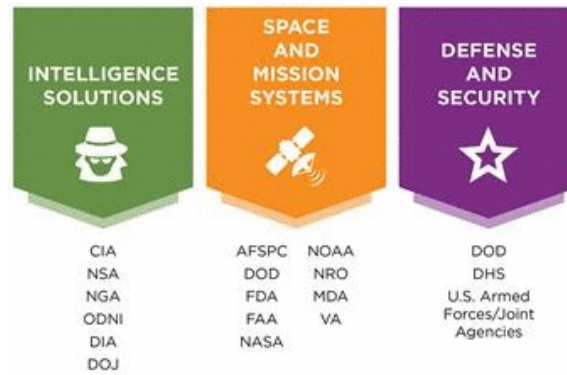 INTELLIGENCE
SOLUTIONS
CIA
NSA
NGA
ODNI
DIA
DOJ
SPACE
AND
MISSION
SYSTEMS
AFSPC NOAA
DOD NRO
FDA MDA
FAA VA
NASA
DEFENSE
AND
SECURITY
DOD
DHS
U.S. Armed
Forces/Joint
Agencies